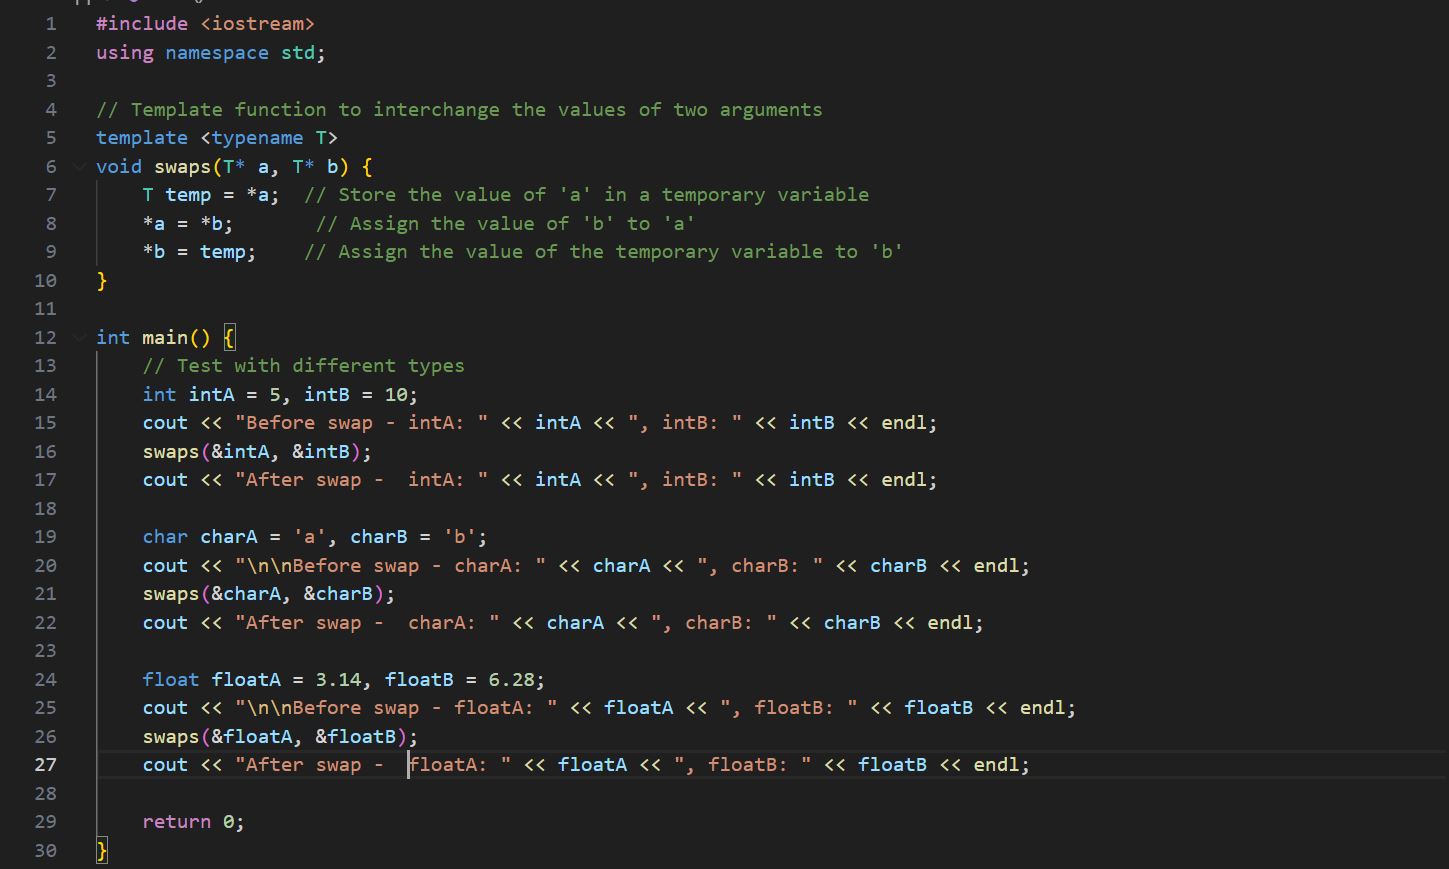 1 #include <iostream>
2 using namespace std;
3
4 // Template function to interchange the values of two arguments
5 template <typename T>
6 void swaps(T* a, T* b) {
7     T temp = *a;  // Store the value of 'a' in a temporary variable
8     *a = *b;       // Assign the value of 'b' to 'a'
9     *b = temp;    // Assign the value of the temporary variable to 'b'
10 }
11
12 int main() {
13     // Test with different types
14     int intA = 5, intB = 10;
15     cout << "Before swap - intA: " << intA << ", intB: " << intB << endl;
16     swaps(&intA, &intB);
17     cout << "After swap -  intA: " << intA << ", intB: " << intB << endl;
18
19     char charA = 'a', charB = 'b';
20     cout << "\n\nBefore swap - charA: " << charA << ", charB: " << charB << endl;
21     swaps(&charA, &charB);
22     cout << "After swap -  charA: " << charA << ", charB: " << charB << endl;
23
24     float floatA = 3.14, floatB = 6.28;
25     cout << "\n\nBefore swap - floatA: " << floatA << ", floatB: " << floatB << endl;
26     swaps(&floatA, &floatB);
27     cout << "After swap -  floatA: " << floatA << ", floatB: " << floatB << endl;
28
29     return 0;
30 }